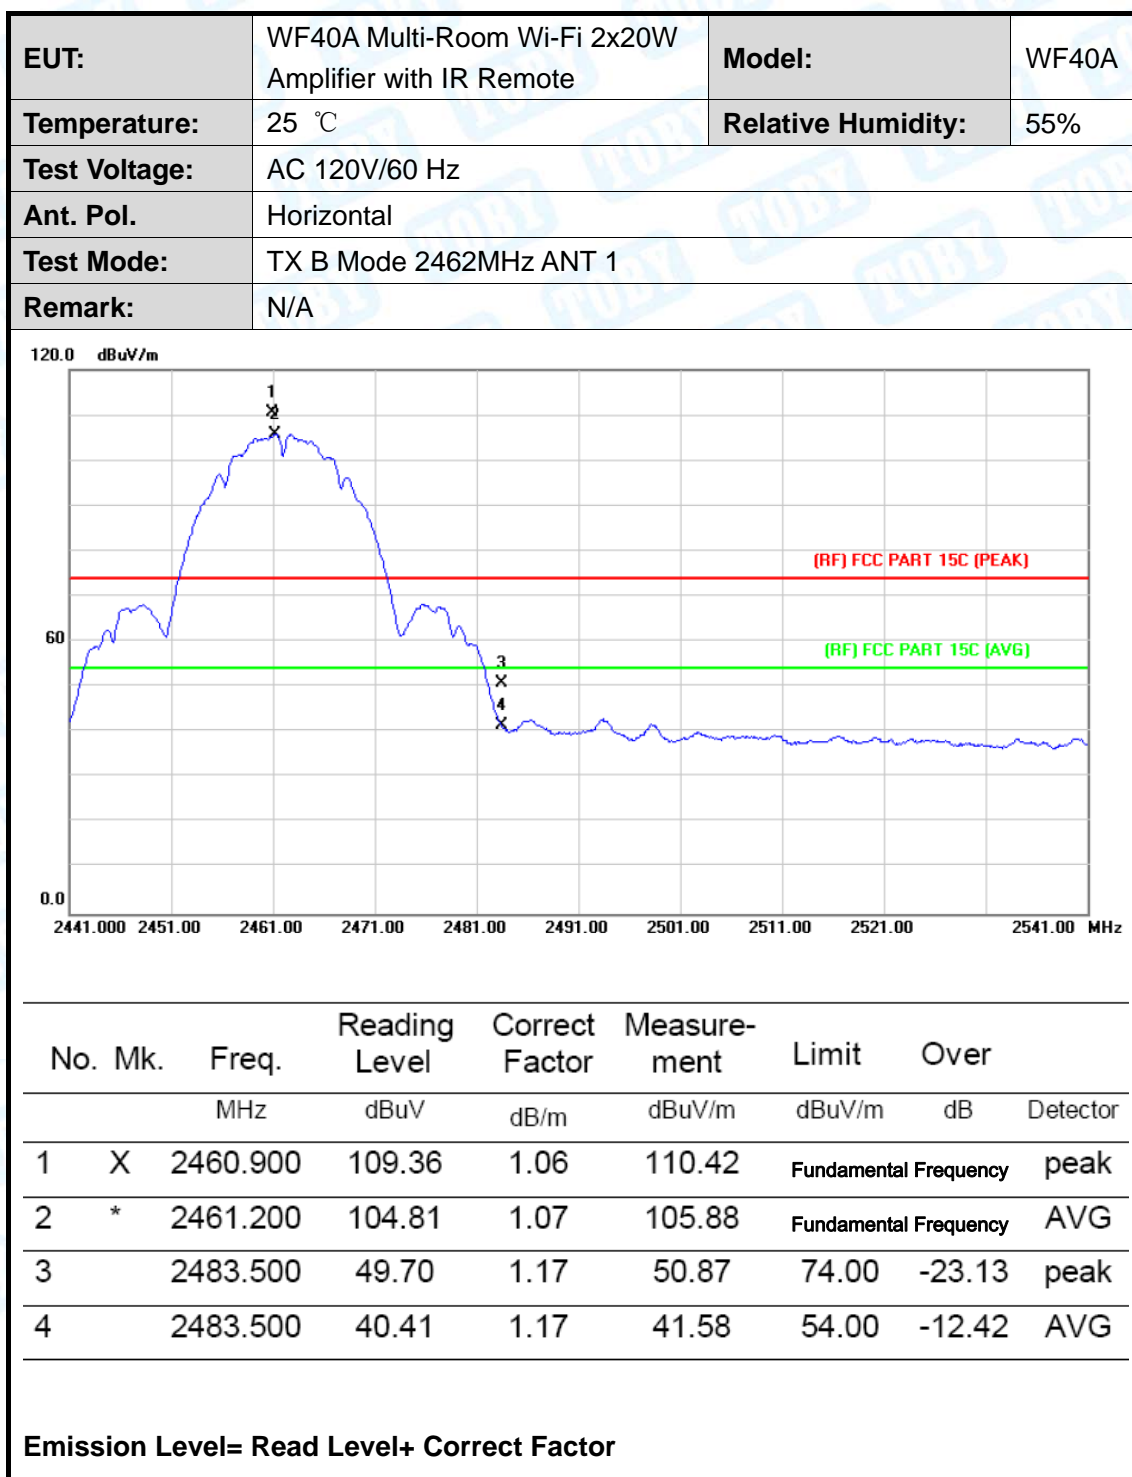 EUT: WF40A Multi-Room Wi-Fi 2x20W Amplifier with IR Remote Model: WF40A
Temperature: 25 ℃ Relative Humidity: 55%
Test Voltage: AC 120V/60 Hz
Ant. Pol. Horizontal
Test Mode: TX B Mode 2462MHz ANT 1
Remark: N/A
120.0 dBuV/m
1
2
(RF) FCC PART 15C (PEAK)
60
(RF) FCC PART 15C (AVG)
3
4
0.0
2441.000 2451.00 2461.00 2471.00 2481.00 2491.00 2501.00 2511.00 2521.00 2541.00 MHz
No. Mk. Freq. Reading Level Correct Factor Measure-ment Limit Over
MHz dBuV dB/m dBuV/m dBuV/m dB Detector
1 X 2460.900 109.36 1.06 110.42 Fundamental Frequency peak
2 * 2461.200 104.81 1.07 105.88 Fundamental Frequency AVG
3 2483.500 49.70 1.17 50.87 74.00 -23.13 peak
4 2483.500 40.41 1.17 41.58 54.00 -12.42 AVG
Emission Level= Read Level+ Correct Factor
TOBY